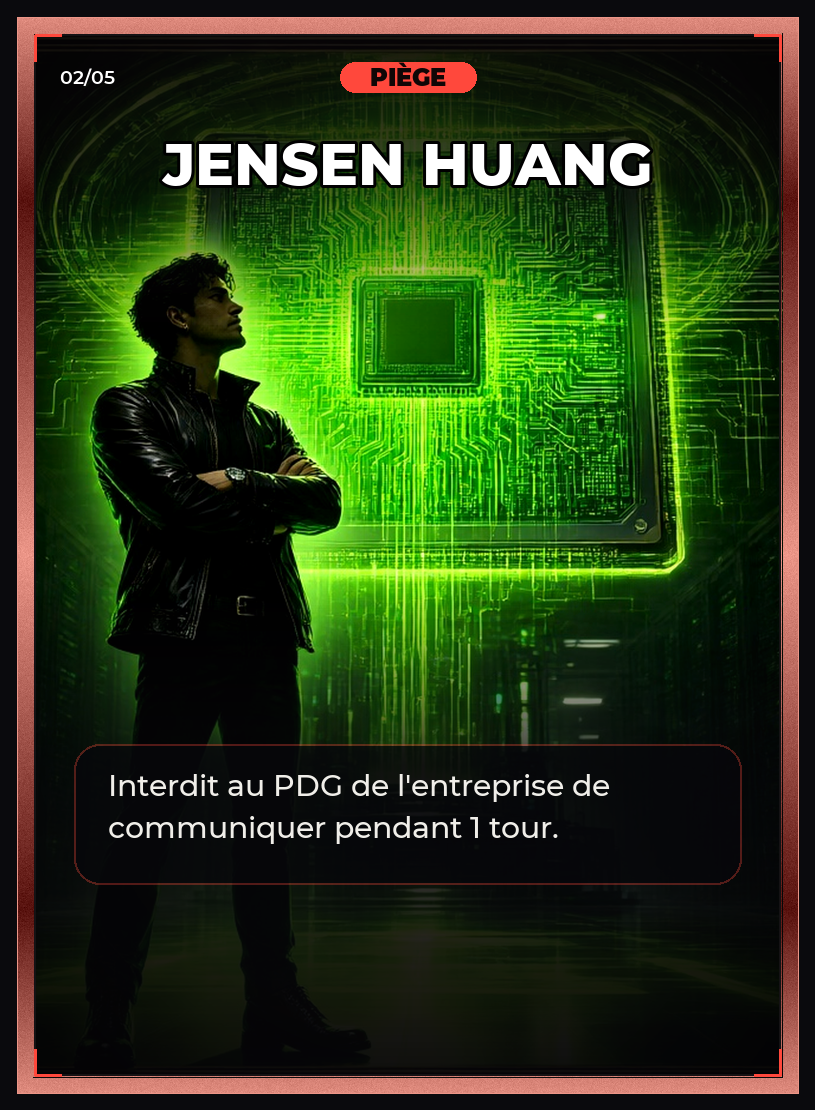 02/05
PIÈGE
JENSEN HUANG
Interdit au PDG de l'entreprise de
communiquer pendant 1 tour.